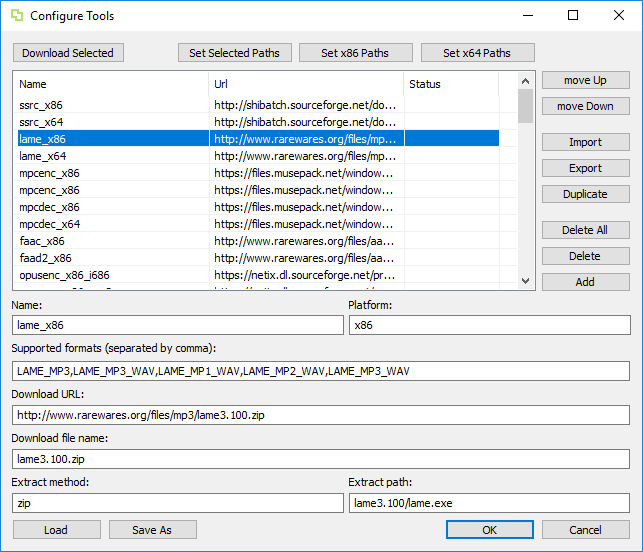 Configure Tools
Download Selected Set Selected Paths Set x86 Paths Set x64 Paths
Name Url Status
move Up
ssrc_x86 http://shibatch.sourceforge.net/do...
move Down
ssrc_x64 http://shibatch.sourceforge.net/do...
lame_x86 http://www.rarewares.org/files/mp...
Import
lame_x64 http://www.rarewares.org/files/mp...
Export
mpcenc_x86 https://files.musepack.net/window...
Duplicate
mpcdec_x86 https://files.musepack.net/window...
mpcdec_x64 https://files.musepack.net/window...
Delete All
faac_x86 http://www.rarewares.org/files/aa...
Delete
faad2_x86 http://www.rarewares.org/files/aa...
opusenc_x86_i686 https://netix.dl.sourceforge.net/pr...
Add
Name: Platform:
lame_x86 x86
Supported formats (separated by comma):
LAME_MP3,LAME_MP3_WAV,LAME_MP1_WAV,LAME_MP2_WAV,LAME_MP3_WAV
Download URL:
http://www.rarewares.org/files/mp3/lame3.100.zip
Download file name:
lame3.100.zip
Extract method: Extract path:
zip lame3.100/lame.exe
Load Save As OK Cancel